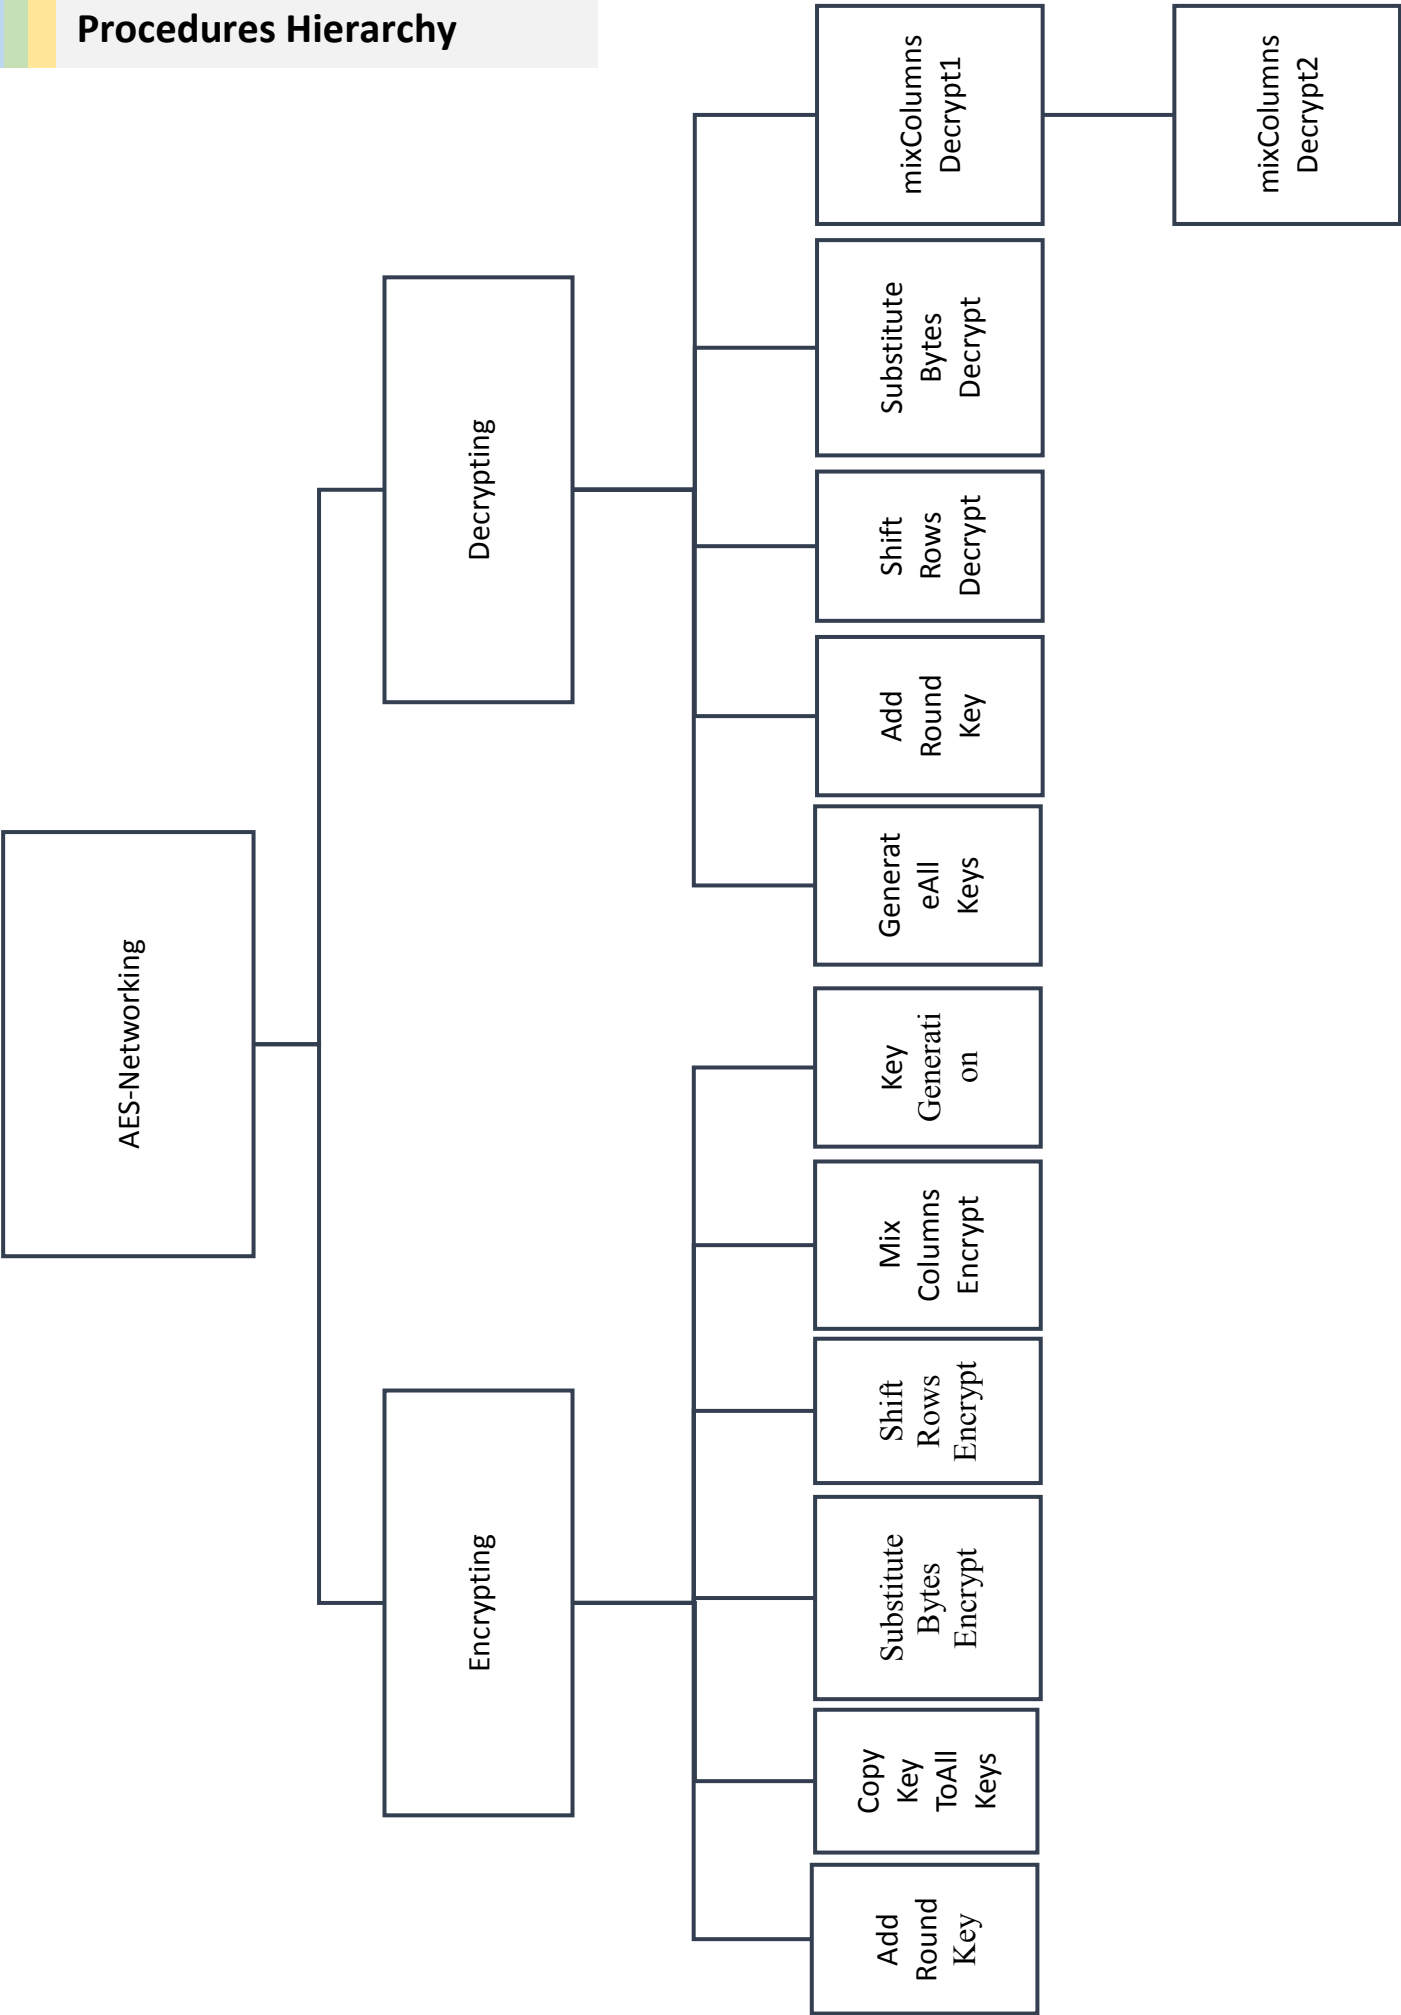 Procedures Hierarchy
AES-Networking
Encrypting
Decrypting
Add
Round
Key
Copy
Key
ToAll
Keys
Substitute
Bytes
Encrypt
Shift
Rows
Encrypt
Mix
Columns
Encrypt
Key
Generati
on
Generat
eAll
Keys
Add
Round
Key
Shift
Rows
Decrypt
Substitute
Bytes
Decrypt
mixColumns
Decrypt1
mixColumns
Decrypt2